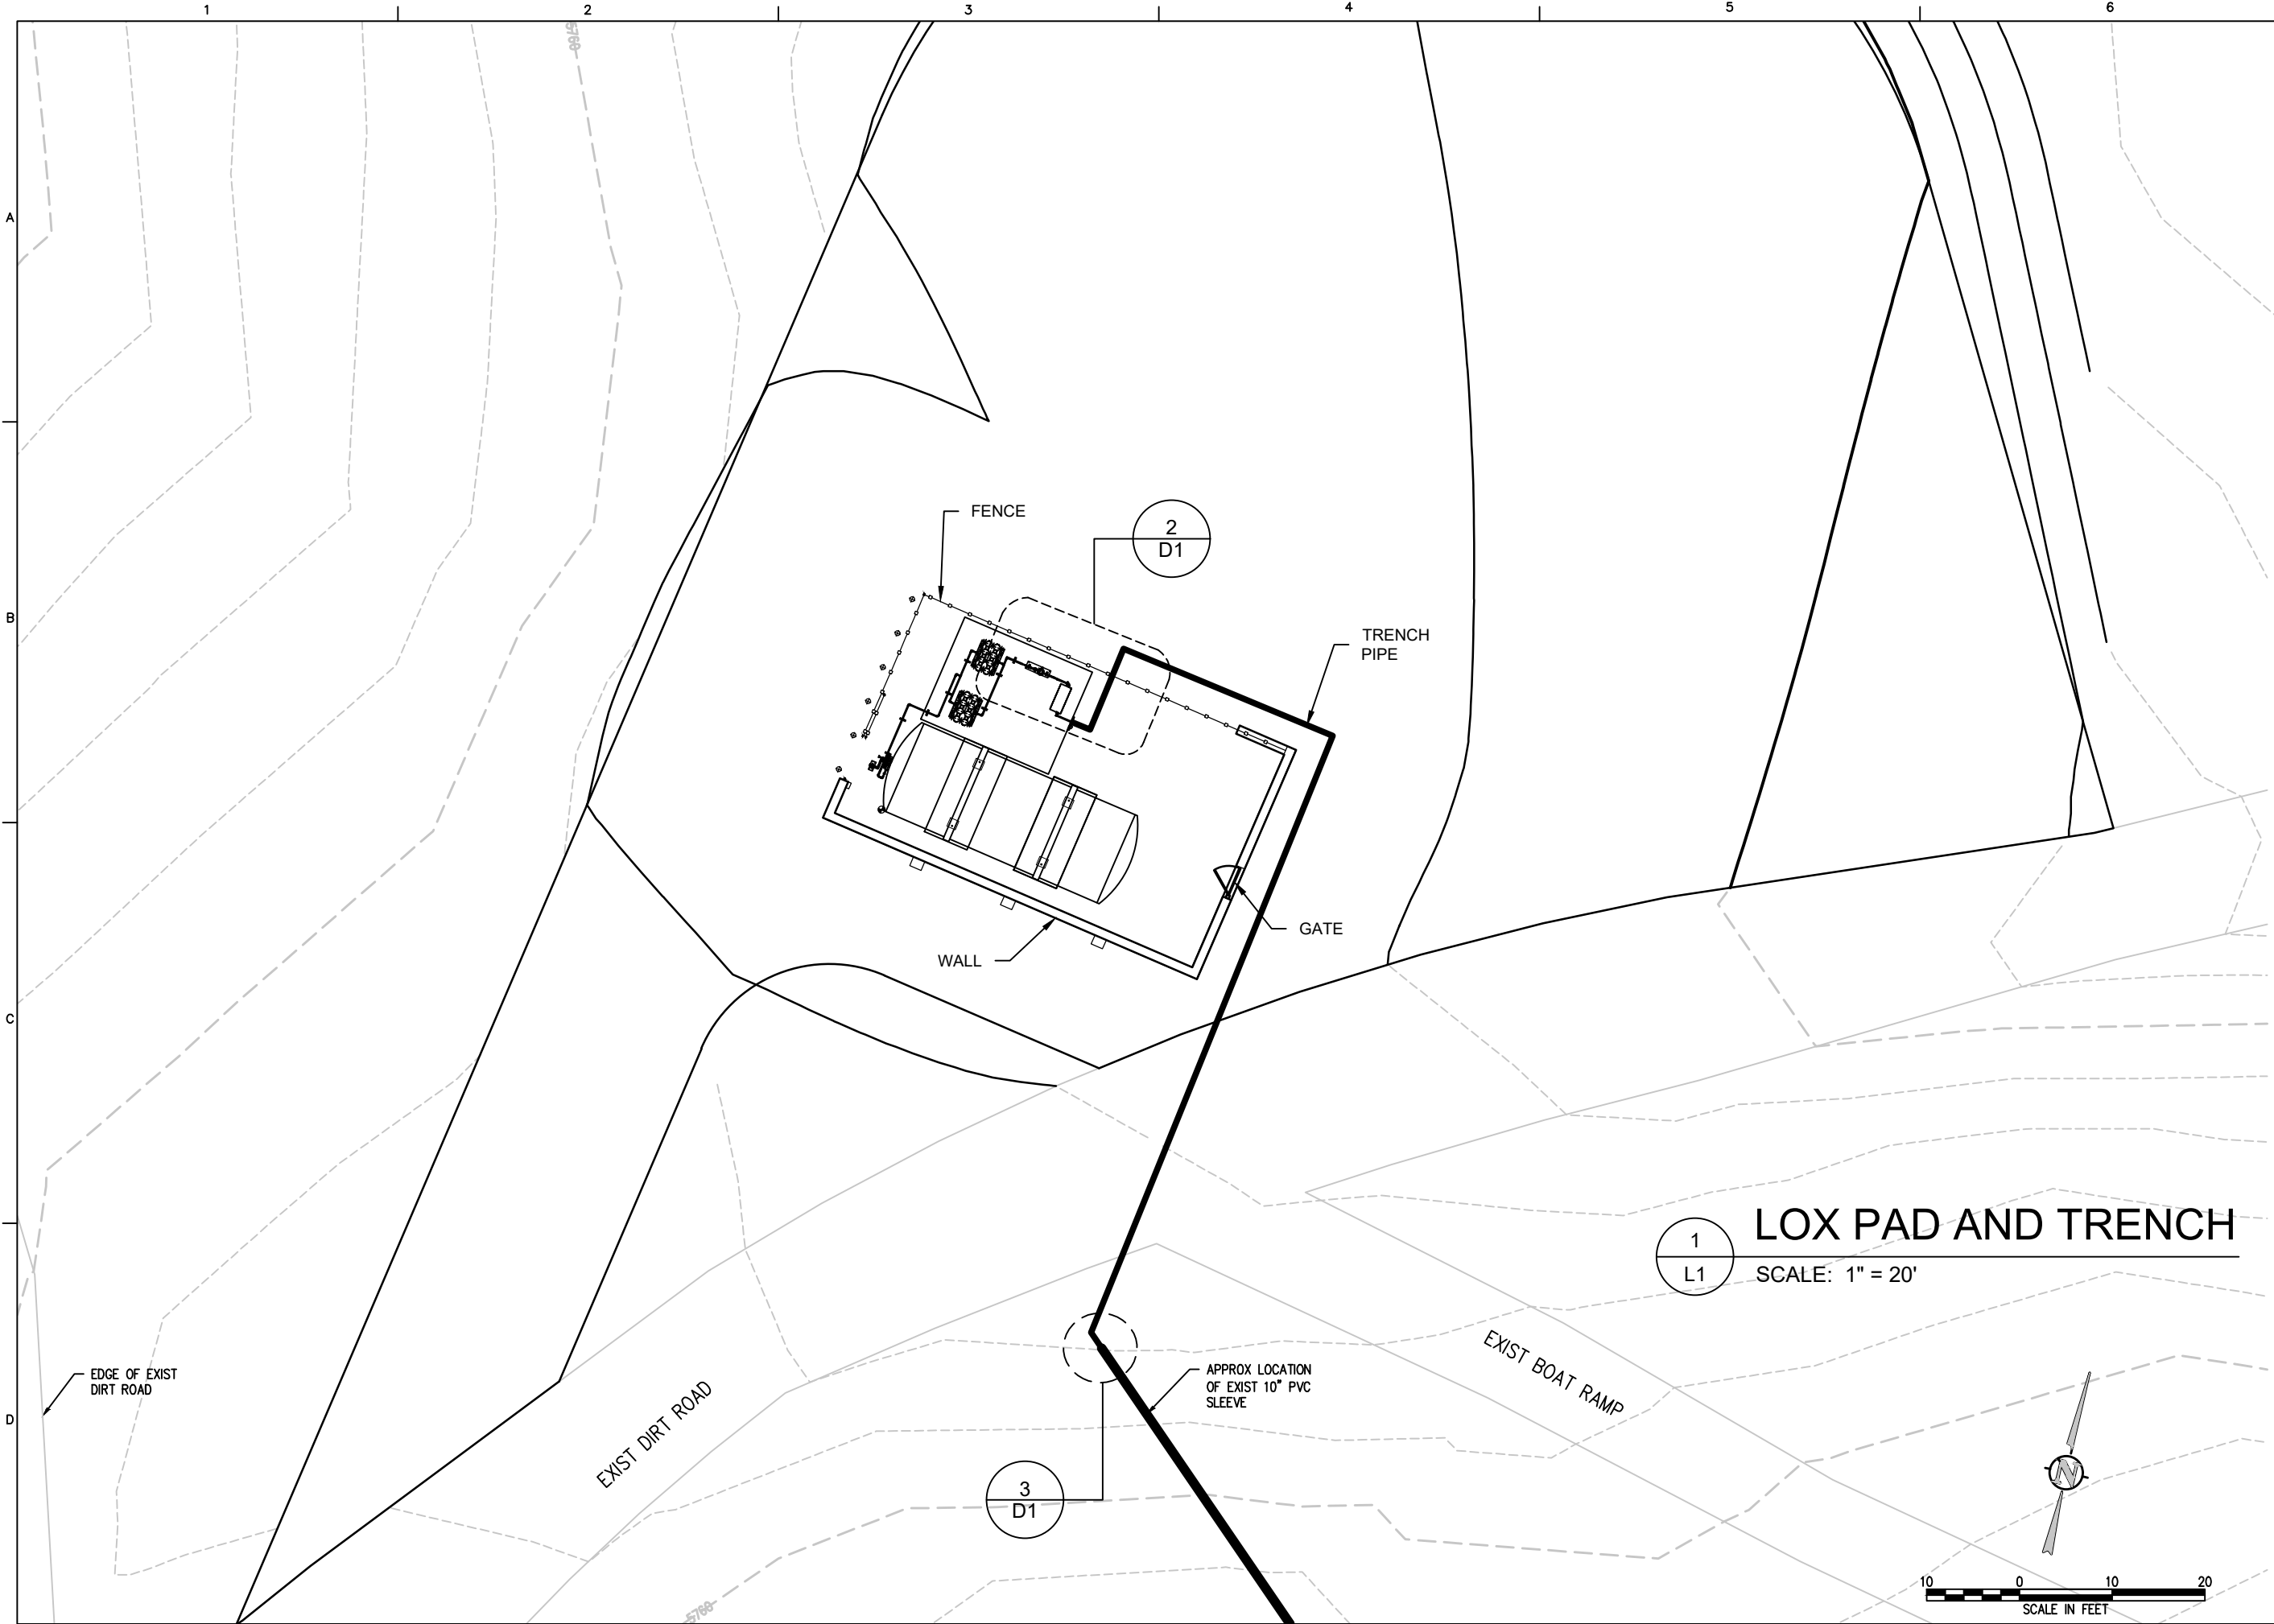 1 2 3 4 5 6
5760
A
FENCE
2
D1
B
TRENCH
PIPE
GATE
WALL
C
1
L1
LOX PAD AND TRENCH
SCALE: 1" = 20'
EXIST BOAT RAMP
EDGE OF EXIST
DIRT ROAD
APPROX LOCATION
OF EXIST 10" PVC
SLEEVE
EXIST DIRT ROAD
D
3
D1
N
5760
10 0 10 20
SCALE IN FEET